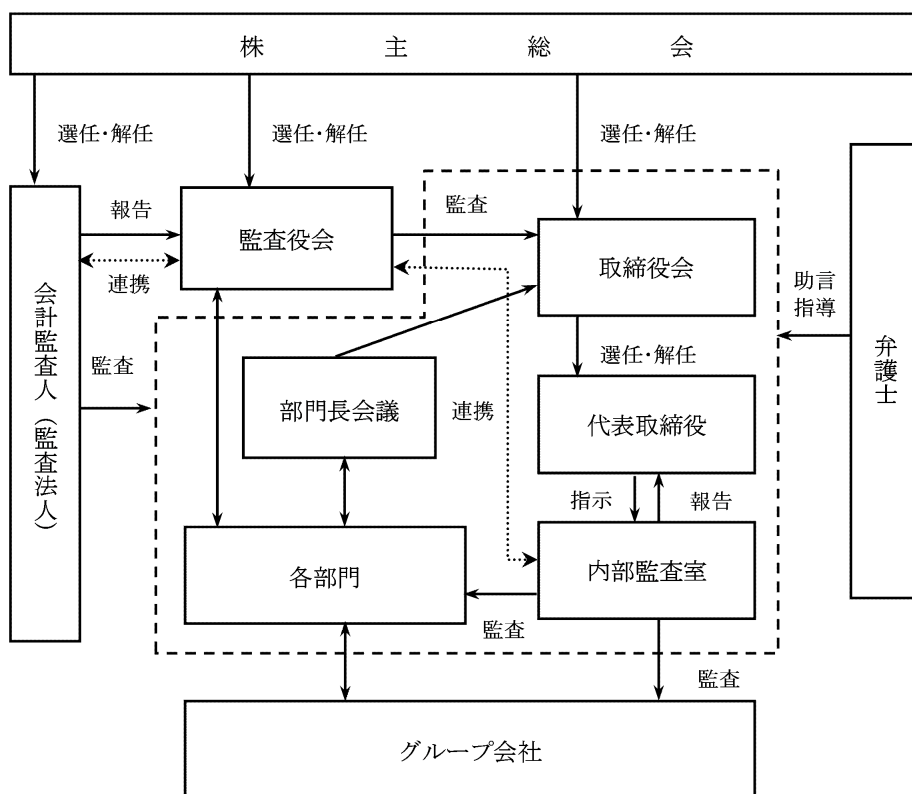 株主総会
選任・解任
選任・解任
選任・解任
報告
監査役会
監査
取締役会
連携
助言
指導
会計監査人（監査法人）
弁護士
監査
選任・解任
部門長会議
連携
代表取締役
指示
報告
各部門
内部監査室
監査
監査
グループ会社